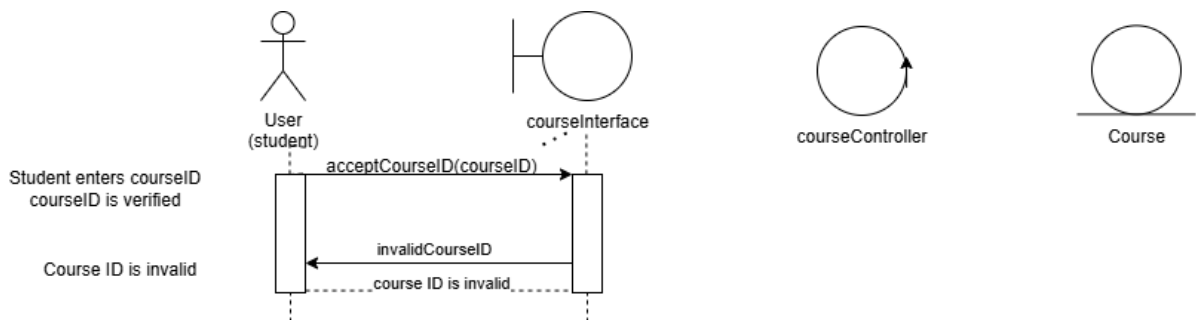 User
(student)
courseInterface
courseController
Course
Student enters courseID
courseID is verified
acceptCourseID(courseID)
Course ID is invalid
invalidCourseID
course ID is invalid